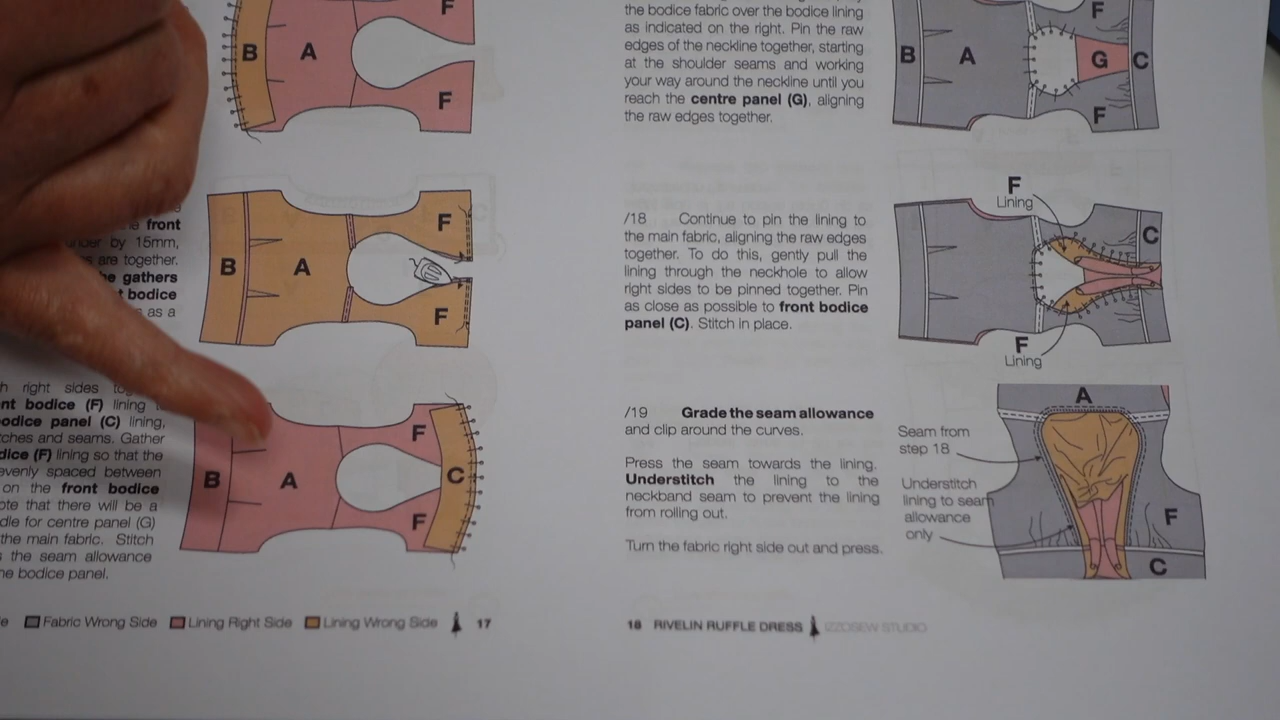 F
B
A
F
front
by 15mm,
are together.
gathers
bodice
as a
F
B
A
F
right sides
bodice (F) lining
panel (C) lining,
and seams. Gather
(F) lining so that the
evenly spaced between
on the front bodice
that there will be a
for centre panel (G)
the main fabric. Stitch
the seam allowance
bodice panel.
F
B
A
C
F
Fabric Wrong Side Lining Right Side Lining Wrong Side 17
the bodice fabric over the bodice lining
as indicated on the right. Pin the raw
edges of the neckline together, starting
at the shoulder seams and working
your way around the neckline until you
reach the centre panel (G), aligning
the raw edges together.
F
B
A
G
C
F
/18 Continue to pin the lining to
the main fabric, aligning the raw edges
together. To do this, gently pull the
lining through the neckhole to allow
right sides to be pinned together. Pin
as close as possible to front bodice
panel (C). Stitch in place.
F
Lining
C
F
Lining
/19 Grade the seam allowance
and clip around the curves.
Press the seam towards the lining.
Understitch the lining to the
neckband seam to prevent the lining
from rolling out.
Turn the fabric right side out and press.
A
Seam from
step 18
Understitch
lining to seam
allowance
only
F
C
18 RIVELIN RUFFLE DRESS IZZOSEW STUDIO